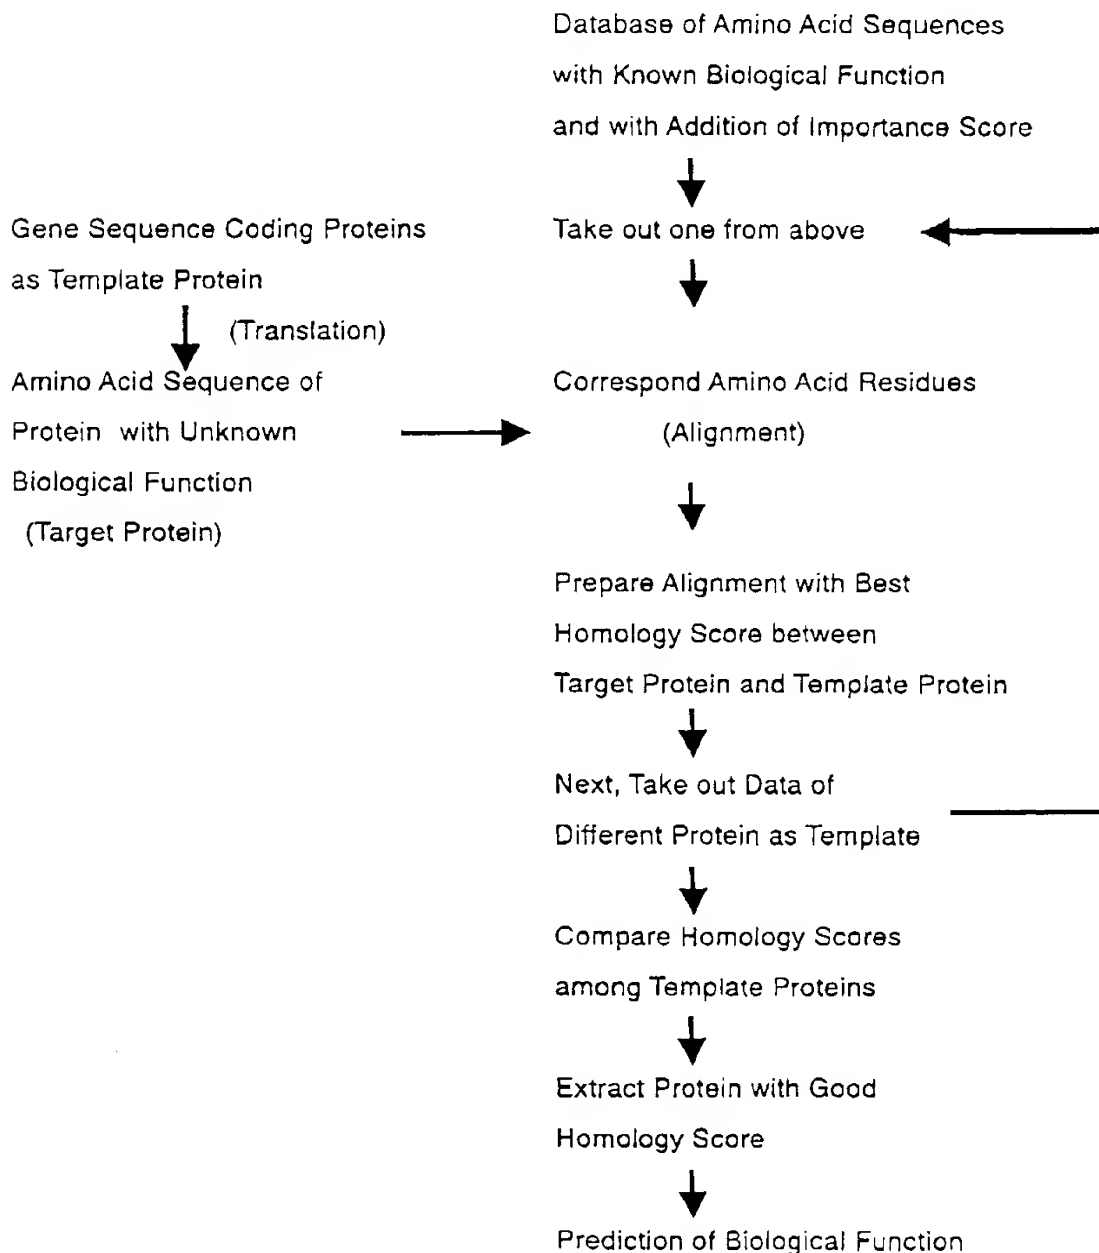 Database of Amino Acid Sequences
with Known Biological Function
and with Addition of Importance Score
Gene Sequence Coding Proteins
as Template Protein
(Translation)
Amino Acid Sequence of
Protein with Unknown
Biological Function
(Target Protein)
Take out one from above
Correspond Amino Acid Residues
(Alignment)
Prepare Alignment with Best
Homology Score between
Target Protein and Template Protein
Next, Take out Data of
Different Protein as Template
Compare Homology Scores
among Template Proteins
Extract Protein with Good
Homology Score
Prediction of Biological Function